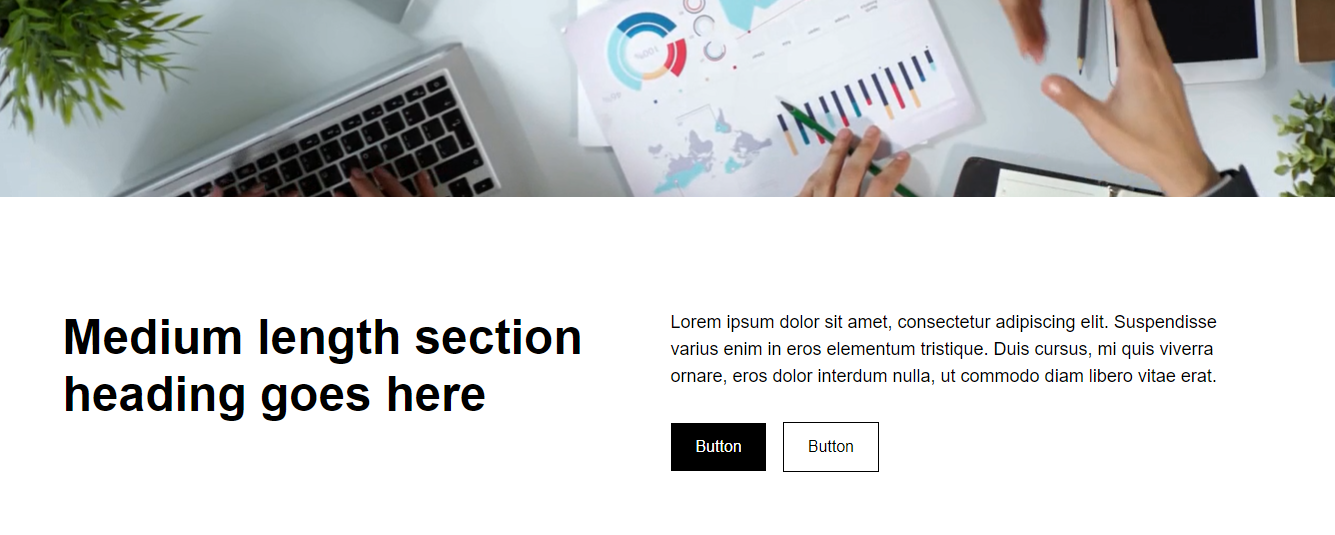 Medium length section
heading goes here
Lorem ipsum dolor sit amet, consectetur adipiscing elit. Suspendisse
varius enim in eros elementum tristique. Duis cursus, mi quis viverra
ornare, eros dolor interdum nulla, ut commodo diam libero vitae erat.
Button
Button